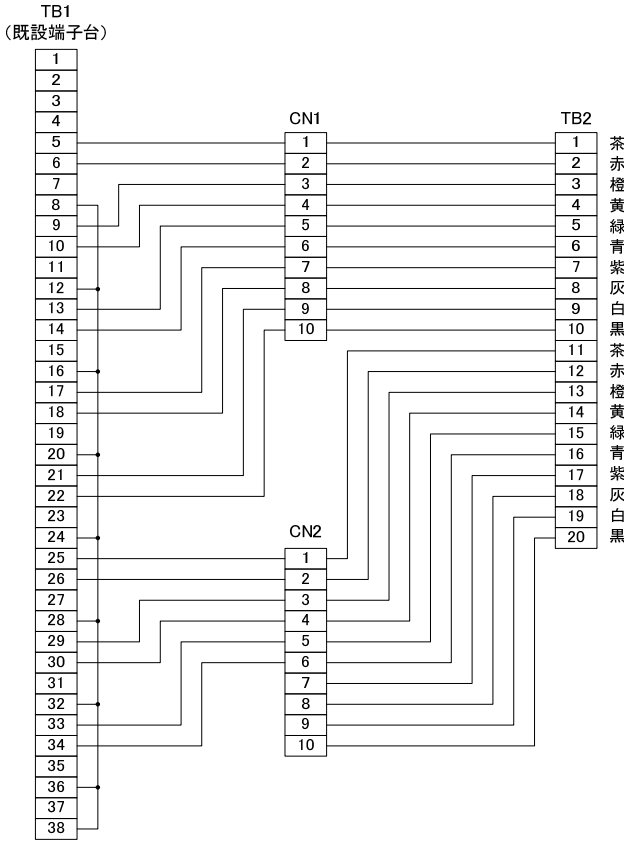 TB1
(既設端子台)
1
2
3
4
5
6
7
8
9
10
11
12
13
14
15
16
17
18
19
20
21
22
23
24
25
26
27
28
29
30
31
32
33
34
35
36
37
38
CN1
1
2
3
4
5
6
7
8
9
10
CN2
1
2
3
4
5
6
7
8
9
10
TB2
1 茶
2 赤
3 橙
4 黄
5 緑
6 青
7 紫
8 灰
9 白
10 黒
11 茶
12 赤
13 橙
14 黄
15 緑
16 青
17 紫
18 灰
19 白
20 黒